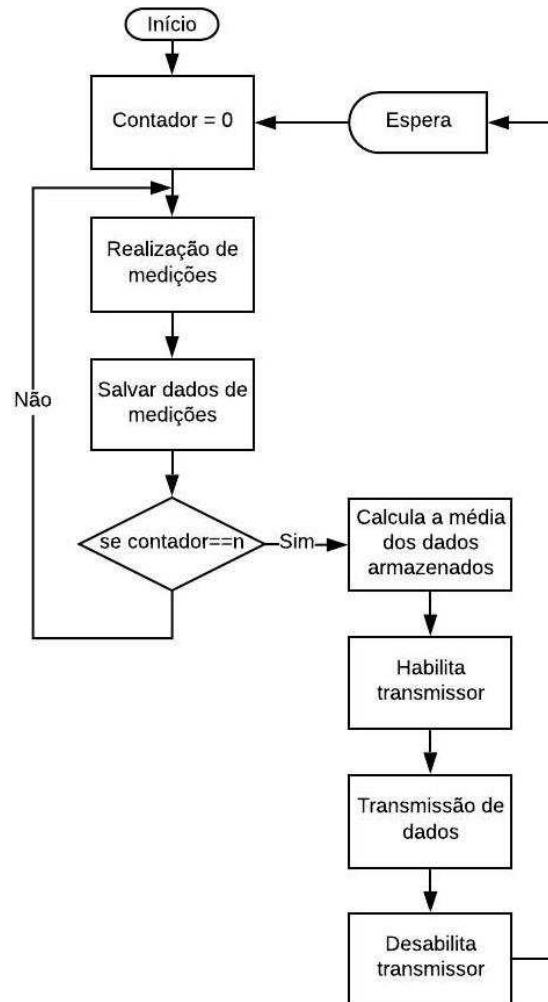 Início
Contador = 0
Espera
Realização de
medições
Salvar dados de
medições
Não
se contador==n
Sim
Calcula a média
dos dados
armazenados
Habilita
transmissor
Transmissão de
dados
Desabilita
transmissor